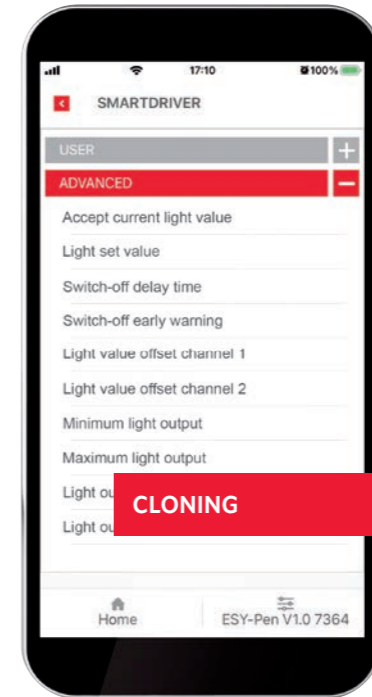 17:10
100%
SMARTDRIVER
USER
ADVANCED
Accept current light value
Light set value
Switch-off delay time
Switch-off early warning
Light value offset channel 1
Light value offset channel 2
Minimum light output
Maximum light output
Light
CLONING
Light
Home
ESY-Pen V1.0 7364